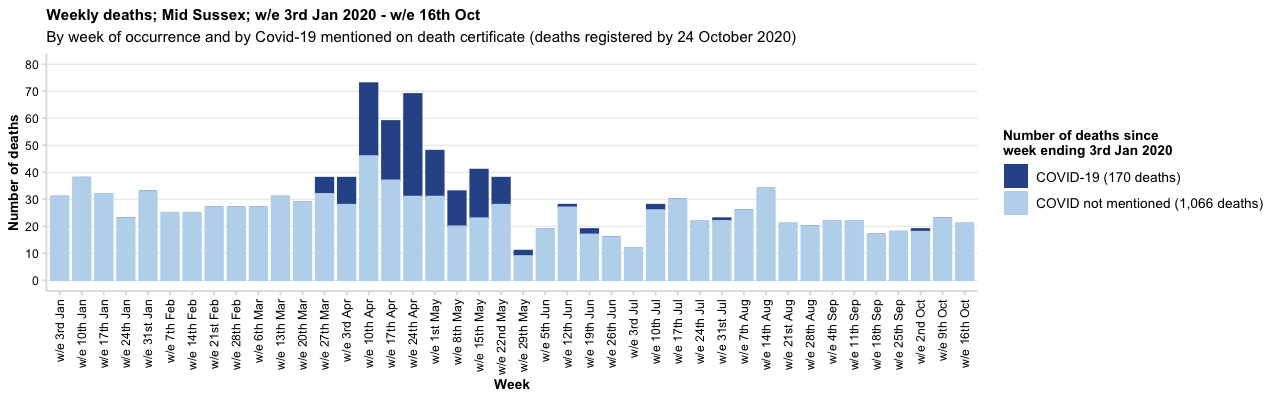 Weekly deaths; Mid Sussex; w/e 3rd Jan 2020 - w/e 16th Oct
By week of occurrence and by Covid-19 mentioned on death certificate (deaths registered by 24 October 2020)
Number of deaths
80
70
60
50
40
30
20
10
0
w/e 3rd Jan
w/e 10th Jan
w/e 17th Jan
w/e 24th Jan
w/e 31st Jan
w/e 7th Feb
w/e 14th Feb
w/e 21st Feb
w/e 28th Feb
w/e 6th Mar
w/e 13th Mar
w/e 20th Mar
w/e 27th Mar
w/e 3rd Apr
w/e 10th Apr
w/e 17th Apr
w/e 24th Apr
w/e 1st May
w/e 8th May
w/e 15th May
w/e 22nd May
w/e 29th May
w/e 5th Jun
w/e 12th Jun
w/e 19th Jun
w/e 26th Jun
w/e 3rd Jul
w/e 10th Jul
w/e 17th Jul
w/e 24th Jul
w/e 31st Jul
w/e 7th Aug
w/e 14th Aug
w/e 21st Aug
w/e 28th Aug
w/e 4th Sep
w/e 11th Sep
w/e 18th Sep
w/e 25th Sep
w/e 2nd Oct
w/e 9th Oct
w/e 16th Oct
Week
Number of deaths since
week ending 3rd Jan 2020
COVID-19 (170 deaths)
COVID not mentioned (1,066 deaths)